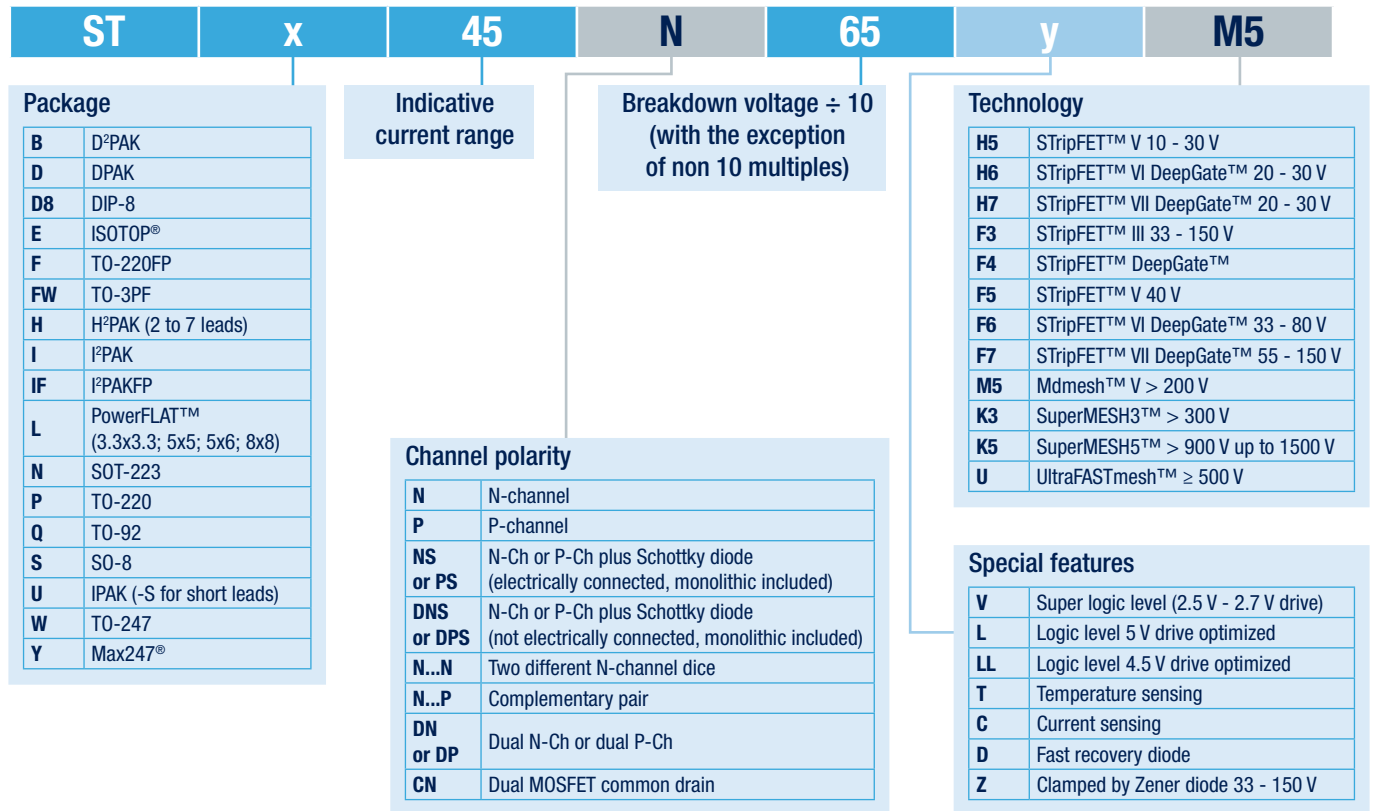 ST x 45 N 65 y M5
Package
B D²PAK
D DPAK
D8 DIP-8
E ISOTOP®
F TO-220FP
FW TO-3PF
H H²PAK (2 to 7 leads)
I I²PAK
IF I²PAKFP
L PowerFLAT™
(3.3x3.3; 5x5; 5x6; 8x8)
N SOT-223
P TO-220
Q TO-92
S SO-8
U IPAK (-S for short leads)
W TO-247
Y Max247®
Indicative
current range
Breakdown voltage ÷ 10
(with the exception
of non 10 multiples)
Channel polarity
N N-channel
P P-channel
NS N-Ch or P-Ch plus Schottky diode
or PS (electrically connected, monolithic included)
DNS N-Ch or P-Ch plus Schottky diode
or DPS (not electrically connected, monolithic included)
N...N Two different N-channel dice
N...P Complementary pair
DN
or DP Dual N-Ch or dual P-Ch
CN Dual MOSFET common drain
Technology
H5 STripFET™ V 10 - 30 V
H6 STripFET™ VI DeepGate™ 20 - 30 V
H7 STripFET™ VII DeepGate™ 20 - 30 V
F3 STripFET™ III 33 - 150 V
F4 STripFET™ DeepGate™
F5 STripFET™ V 40 V
F6 STripFET™ VI DeepGate™ 33 - 80 V
F7 STripFET™ VII DeepGate™ 55 - 150 V
M5 Mdmesh™ V > 200 V
K3 SuperMESH3™ > 300 V
K5 SuperMESH5™ > 900 V up to 1500 V
U UltraFASTmesh™ ≥ 500 V
Special features
V Super logic level (2.5 V - 2.7 V drive)
L Logic level 5 V drive optimized
LL Logic level 4.5 V drive optimized
T Temperature sensing
C Current sensing
D Fast recovery diode
Z Clamped by Zener diode 33 - 150 V